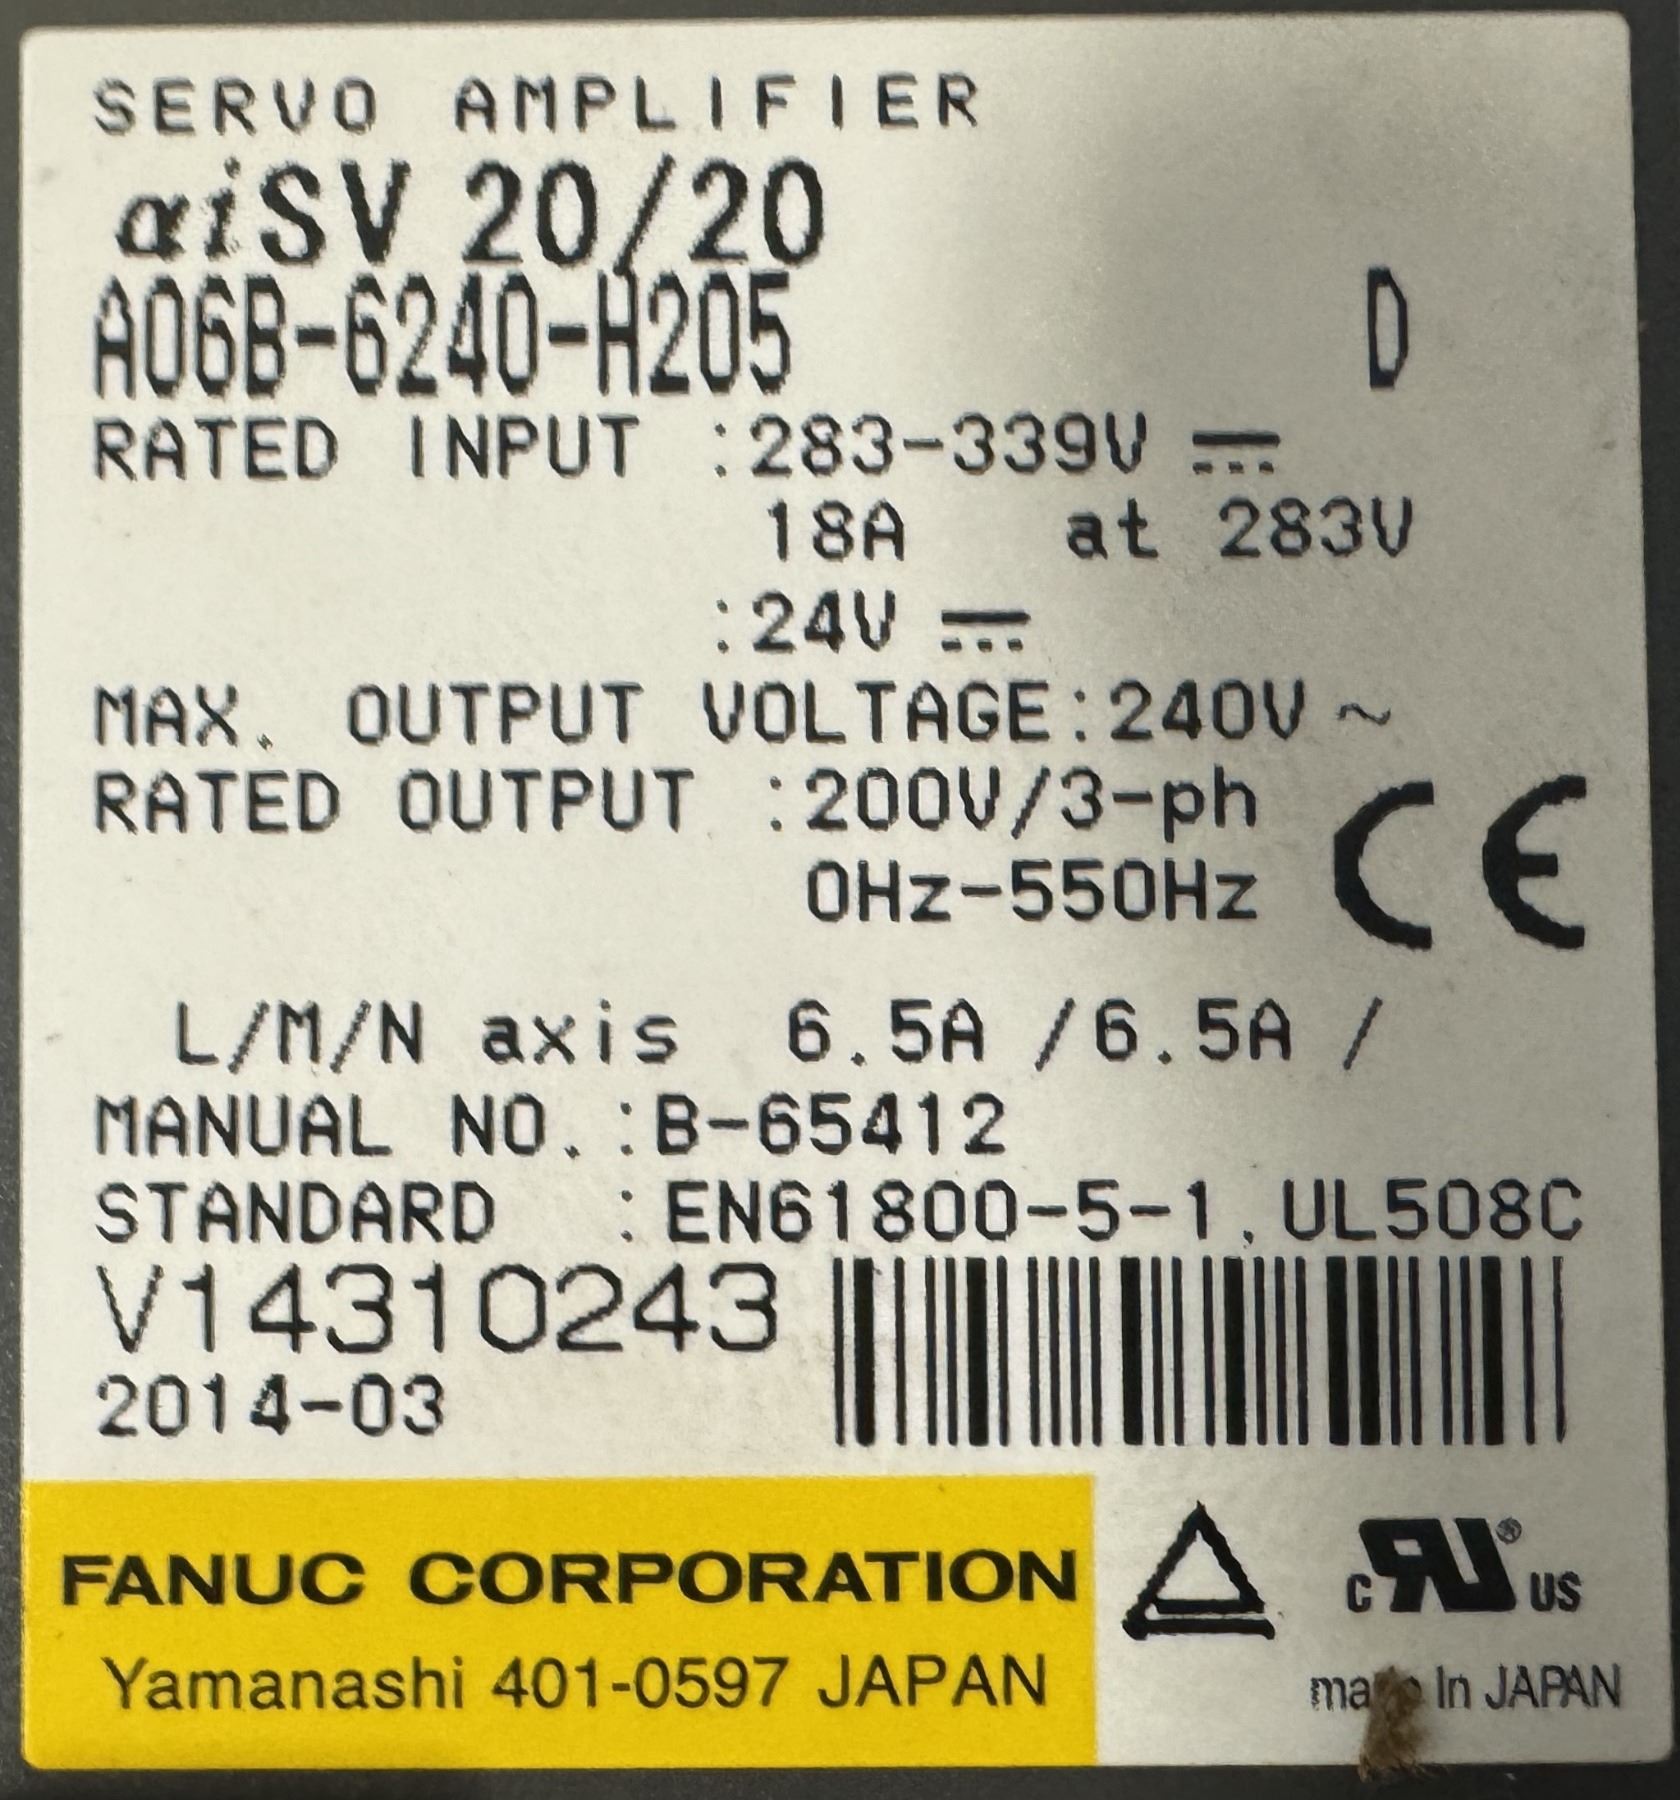 SERVO AMPLIFIER
αiSV 20/20
A06B-6240-H205 D
RATED INPUT :283-339V ⎓
18A at 283V
:24V ⎓
MAX. OUTPUT VOLTAGE:240V ~
RATED OUTPUT :200V/3-ph
0Hz-550Hz
CE
L/M/N axis 6.5A /6.5A /
MANUAL NO.:B-65412
STANDARD :EN61800-5-1,UL508C
V14310243
2014-03
FANUC CORPORATION
Yamanashi 401-0597 JAPAN
c RU ® US
In JAPAN